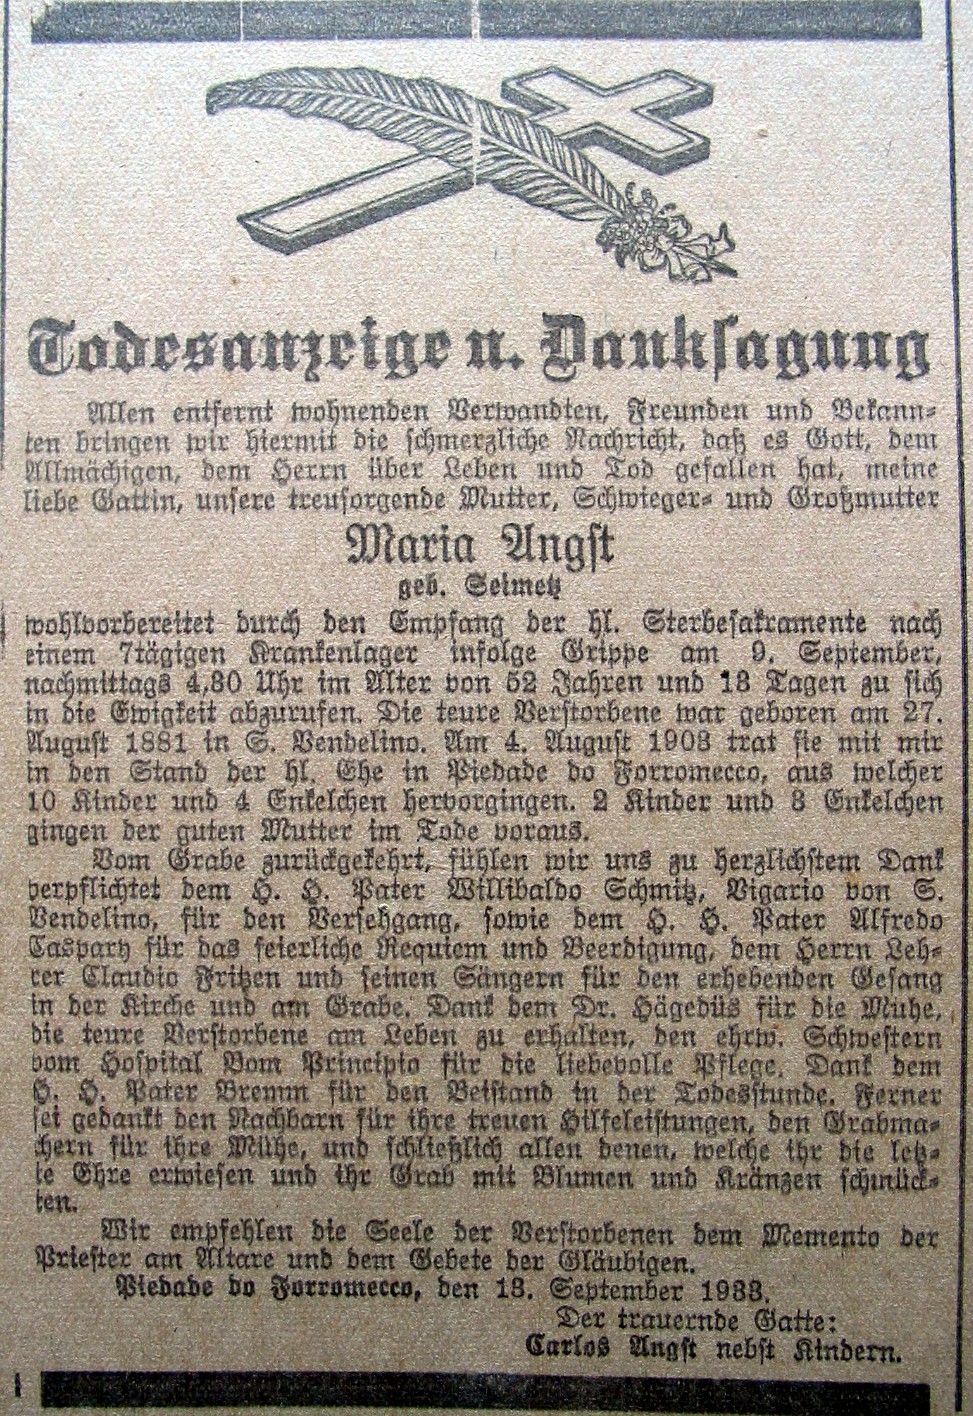 Todesanzeige u. Danksagung
Allen entfernt wohnenden Verwandten, Freunden und Bekann-
ten bringen wir hiermit die schmerzliche Nachricht, daß es Gott, dem
Allmächigen, dem Herrn über Leben und Tod gefallen hat, meine
liebe Gattin, unsere treusorgende Mutter, Schwieger- und Großmutter
Maria Angst
geb. Selmetz
wohlvorbereitet durch den Empfang der hl. Sterbesakramente nach
einem 7tägigen Krankenlager infolge Grippe am 9. September,
nachmittags 4,30 Uhr im Alter von 52 Jahren und 13 Tagen zu sich
in die Ewigkeit abzurufen. Die teure Verstorbene war geboren am 27.
August 1881 in S. Vendelino. Am 4. August 1903 trat sie mit mir
in den Stand der hl. Ehe in Piedade do Forromecco, aus welcher
10 Kinder und 4 Enkelchen hervorgingen. 2 Kinder und 3 Enkelchen
gingen der guten Mutter im Tode voraus.
Vom Grabe zurückgekehrt, fühlen wir uns zu herzlichstem Dank
verpflichtet dem H. H. Pater Willibaldo Schmitz, Vigario von S.
Vendelino, für den Versehgang, sowie dem H. H. Pater Alfredo
Caspary für das feierliche Requiem und Beerdigung, dem Herrn Leh-
rer Claudio Fritzen und seinen Sängern für den erhebenden Gesang
in der Kirche und am Grabe. Dank dem Dr. Hägedüs für die Mühe,
die teure Verstorbene am Leben zu erhalten, den ehrw. Schwestern
vom Hospital Bom Principio für die liebevolle Pflege. Dank dem
H. H. Pater Bremm für den Beistand in der Todesstunde. Ferner
sei gedankt den Nachbarn für ihre treuen Hilfeleistungen, den Grabma-
chern für ihre Mühe, und schließlich allen denen, welche ihr die letz-
te Ehre erwiesen und ihr Grab mit Blumen und Kränzen schmück-
ten.
Wir empfehlen die Seele der Verstorbenen dem Memento der
Priester am Altare und dem Gebete der Gläubigen.
Piedade do Forromecco, den 13. September 1933.
Der trauernde Gatte:
Carlos Angst nebst Kindern.